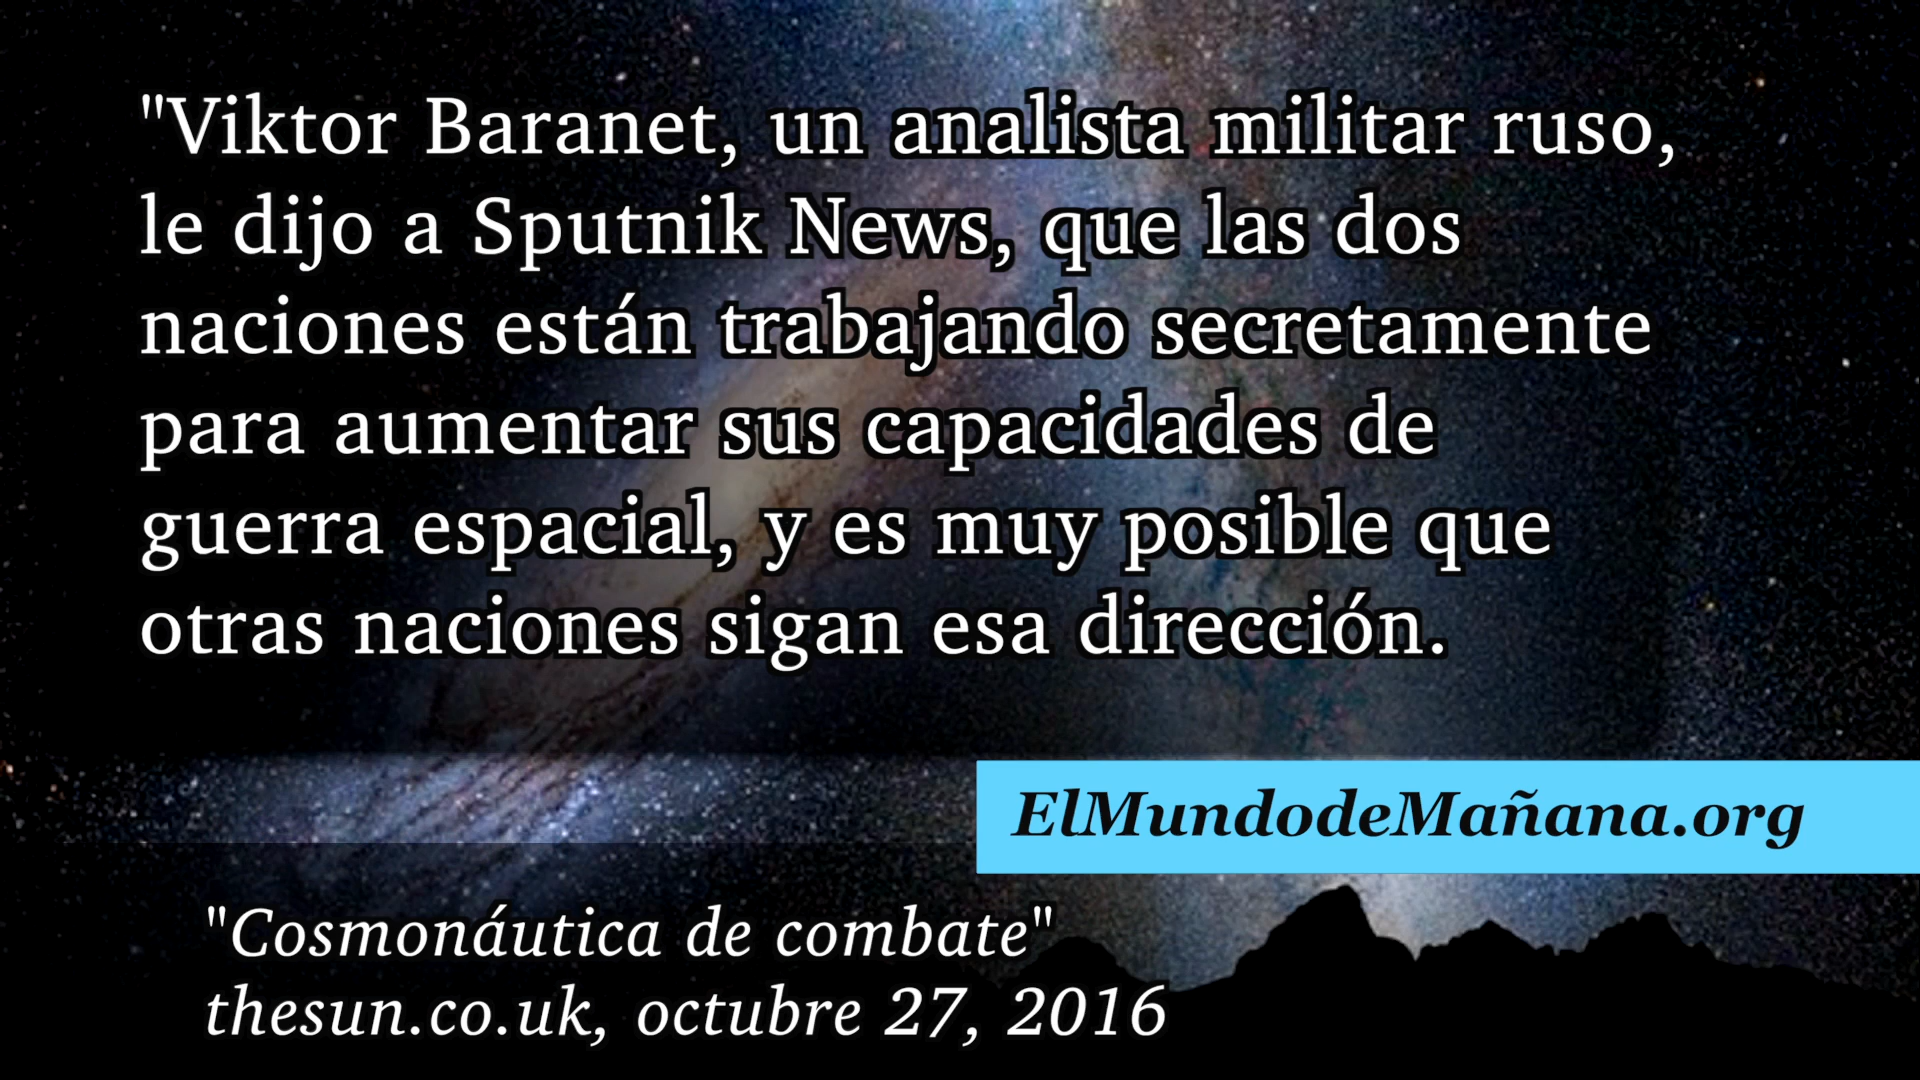 "Viktor Baranet, un analista militar ruso,
le dijo a Sputnik News, que las dos
naciones están trabajando secretamente
para aumentar sus capacidades de
guerra espacial, y es muy posible que
otras naciones sigan esa dirección.
ElMundodeMañana.org
"Cosmonáutica de combate"
thesun.co.uk, octubre 27, 2016